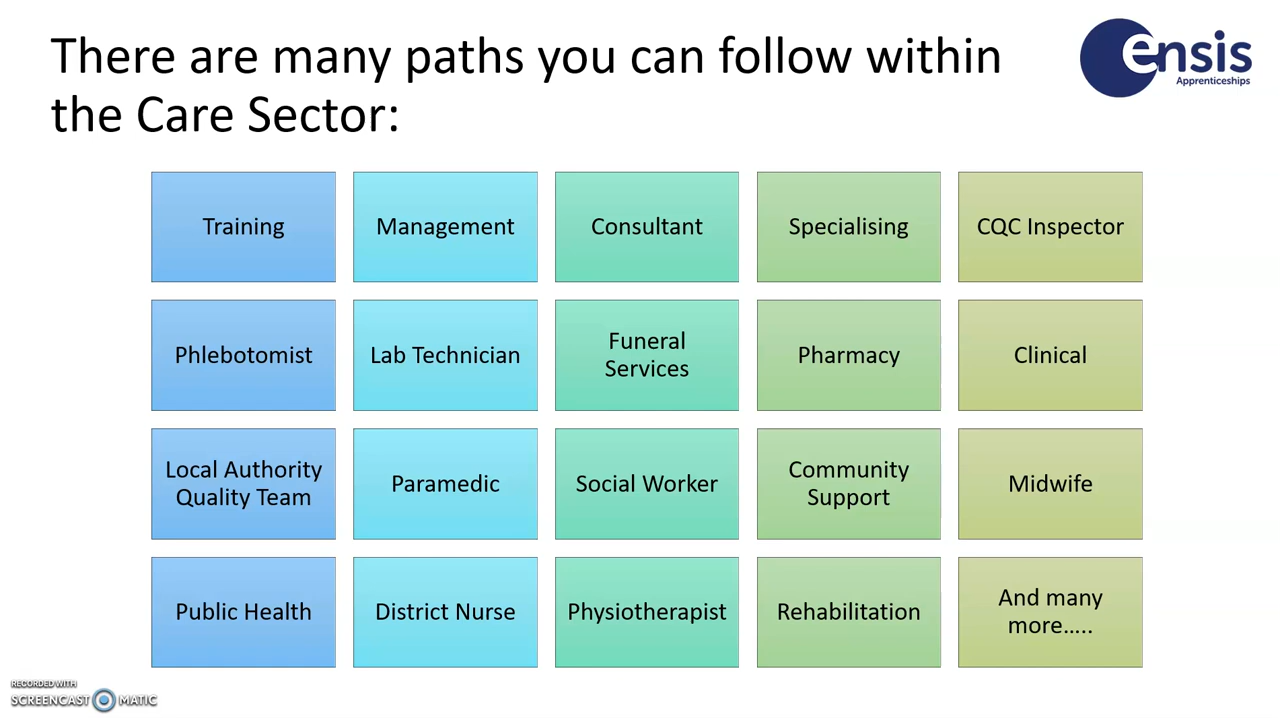 There are many paths you can follow within
the Care Sector:
ensis
Apprenticeships
Training
Management
Consultant
Specialising
CQC Inspector
Phlebotomist
Lab Technician
Funeral
Services
Pharmacy
Clinical
Local Authority
Quality Team
Paramedic
Social Worker
Community
Support
Midwife
Public Health
District Nurse
Physiotherapist
Rehabilitation
And many
more…..
RECORDED WITH
SCREENCAST MATIC